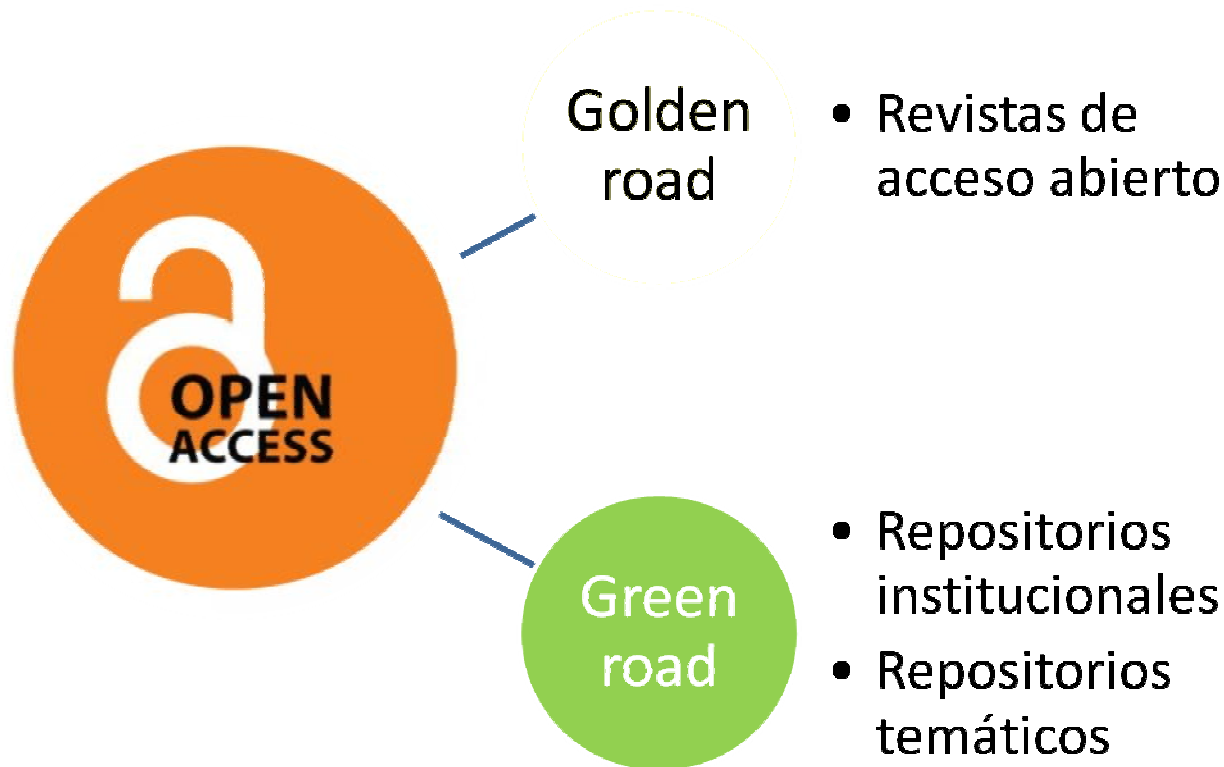 Golden
road
• Revistas de
acceso abierto
OPEN
ACCESS
Green
road
• Repositorios
institucionales
• Repositorios
temáticos